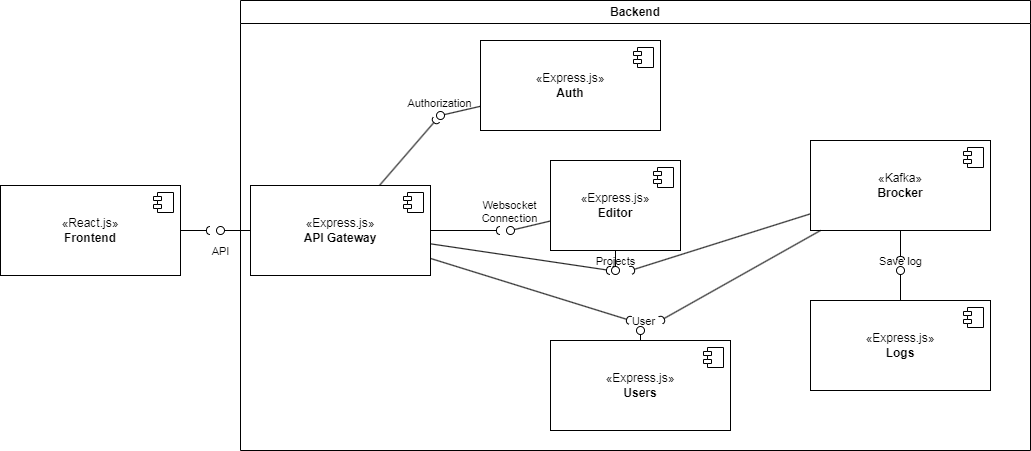 Backend
«Express.js»
Auth
Authorization
«Kafka»
Brocker
«React.js»
Frontend
API
«Express.js»
API Gateway
Websocket
Connection
«Express.js»
Editor
Projects
Save log
User
«Express.js»
Logs
«Express.js»
Users